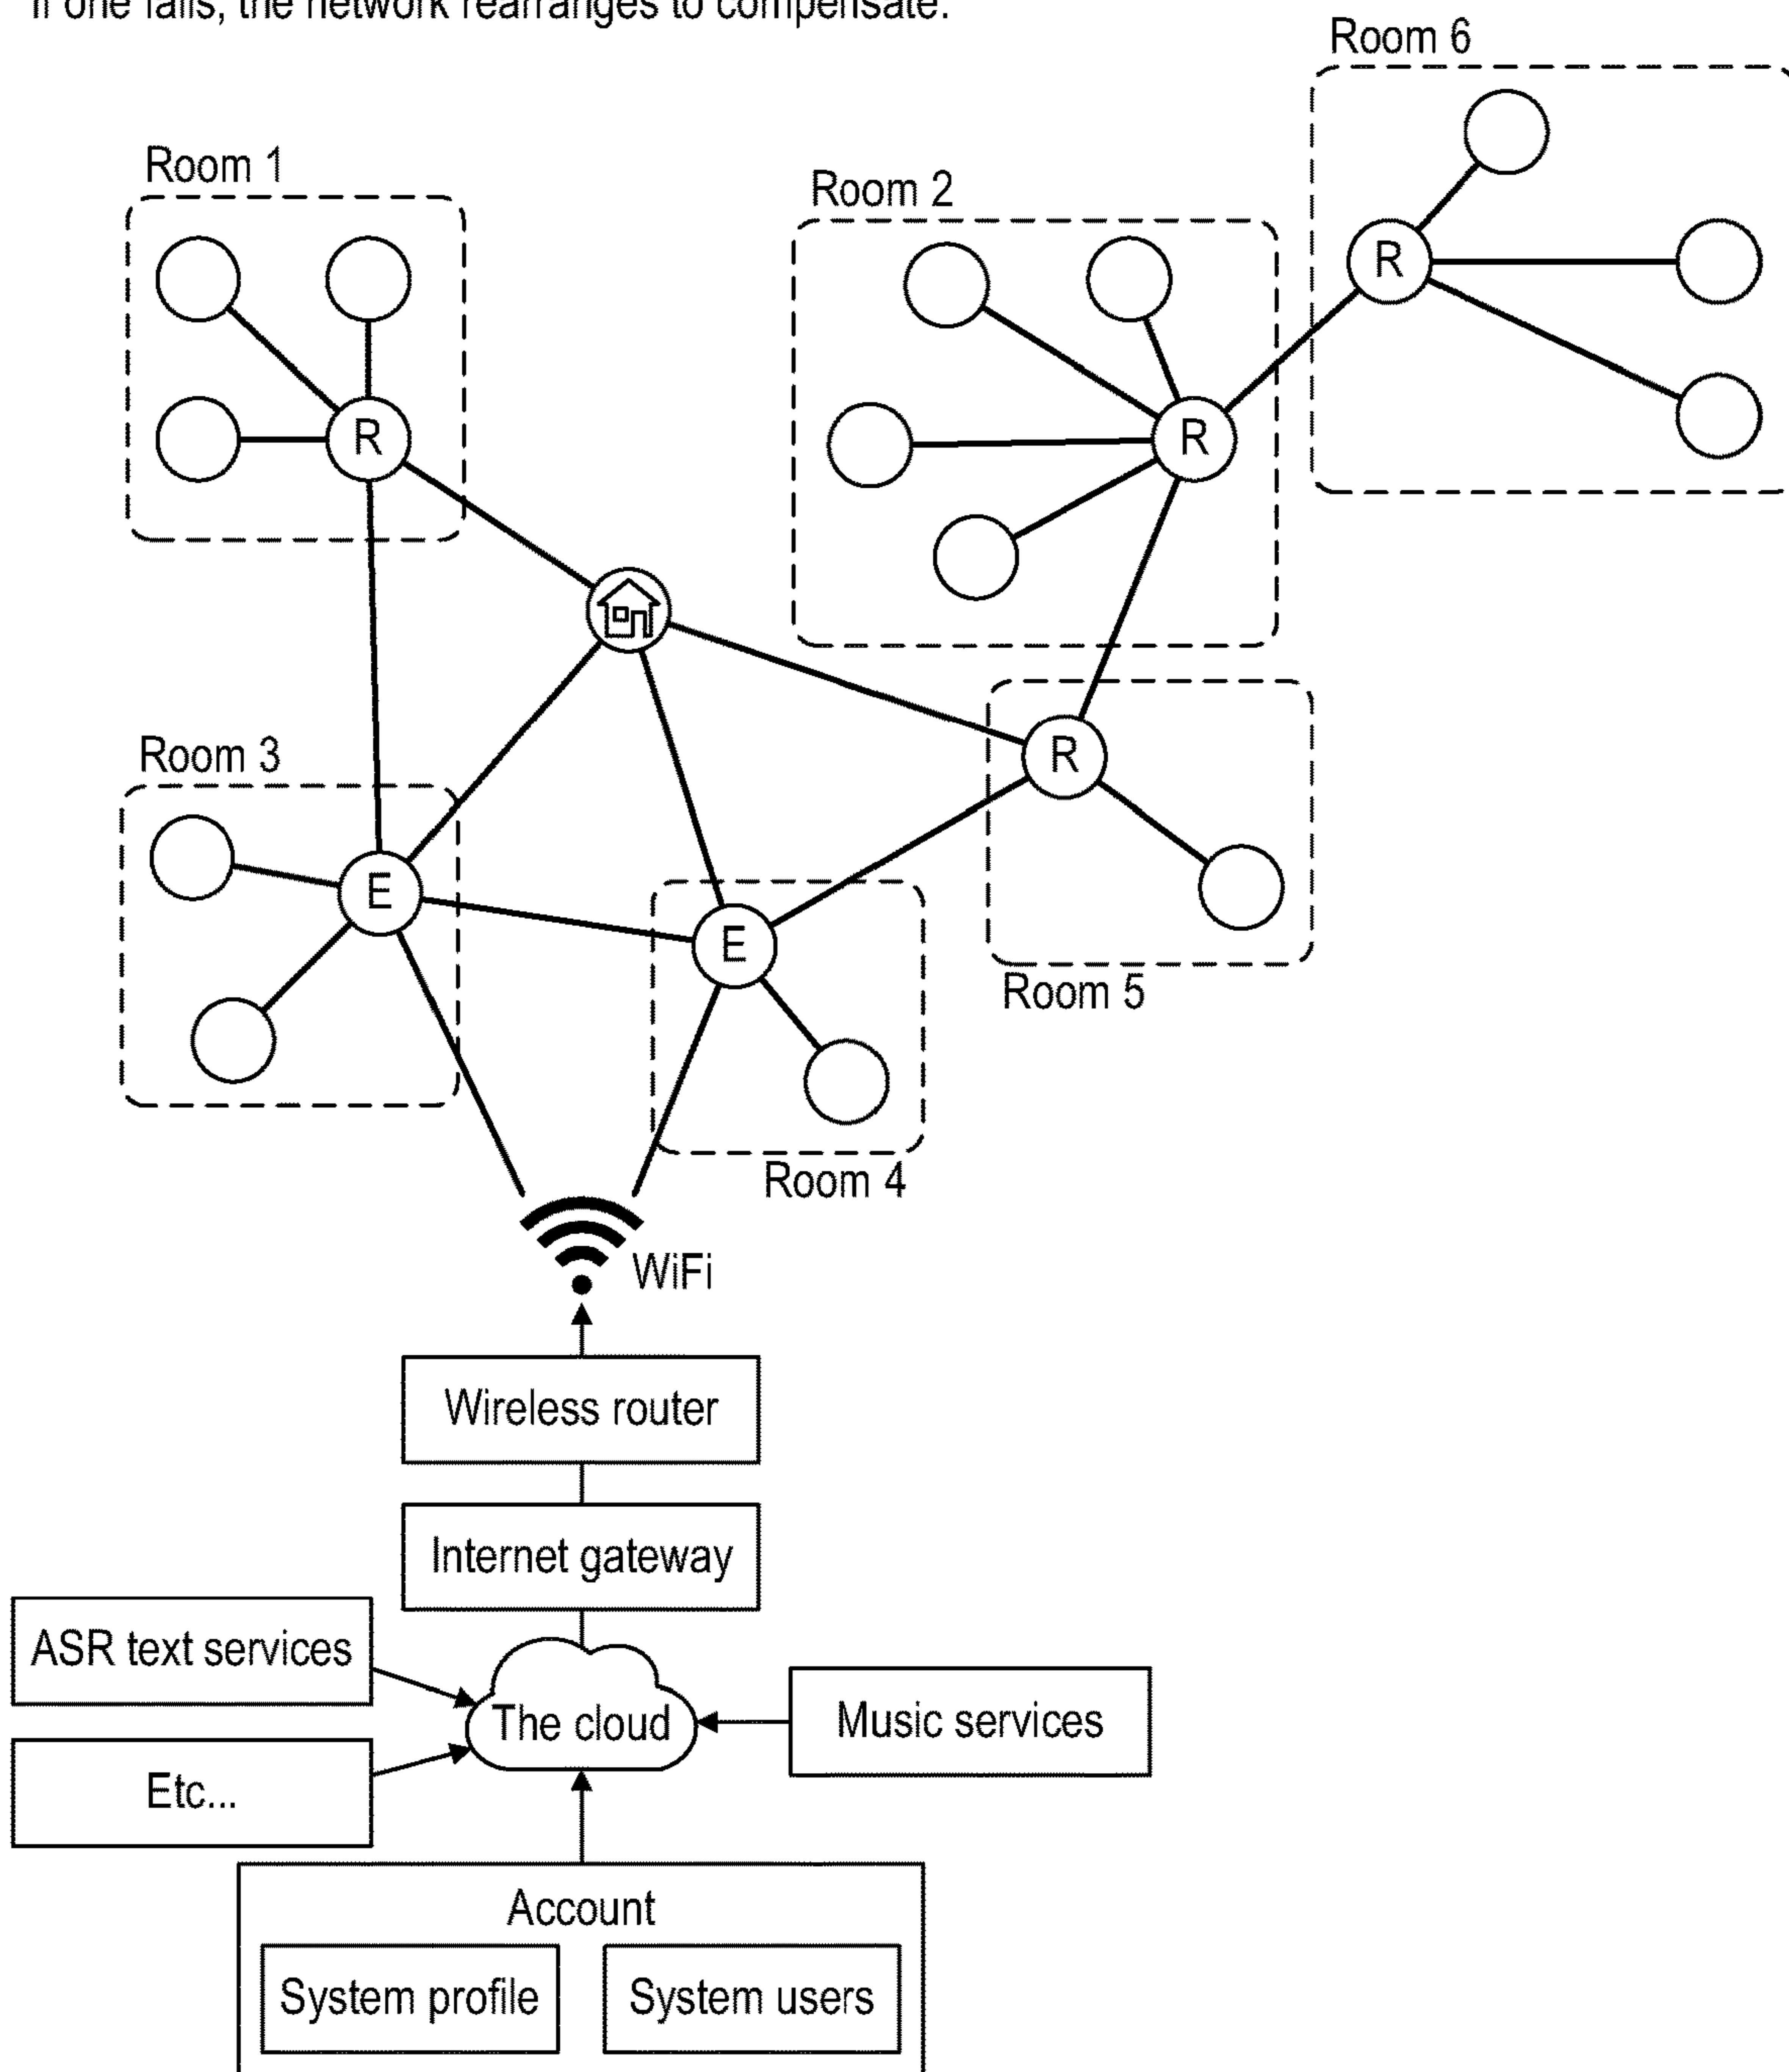 If one fails, the network rearranges to compensate.
Room 6
Room 1
Room 2
R
R
R
Room 3
R
E
E
Room 5
Room 4
WiFi
Wireless router
Internet gateway
ASR text services
The cloud
Music services
Etc...
Account
System profile
System users